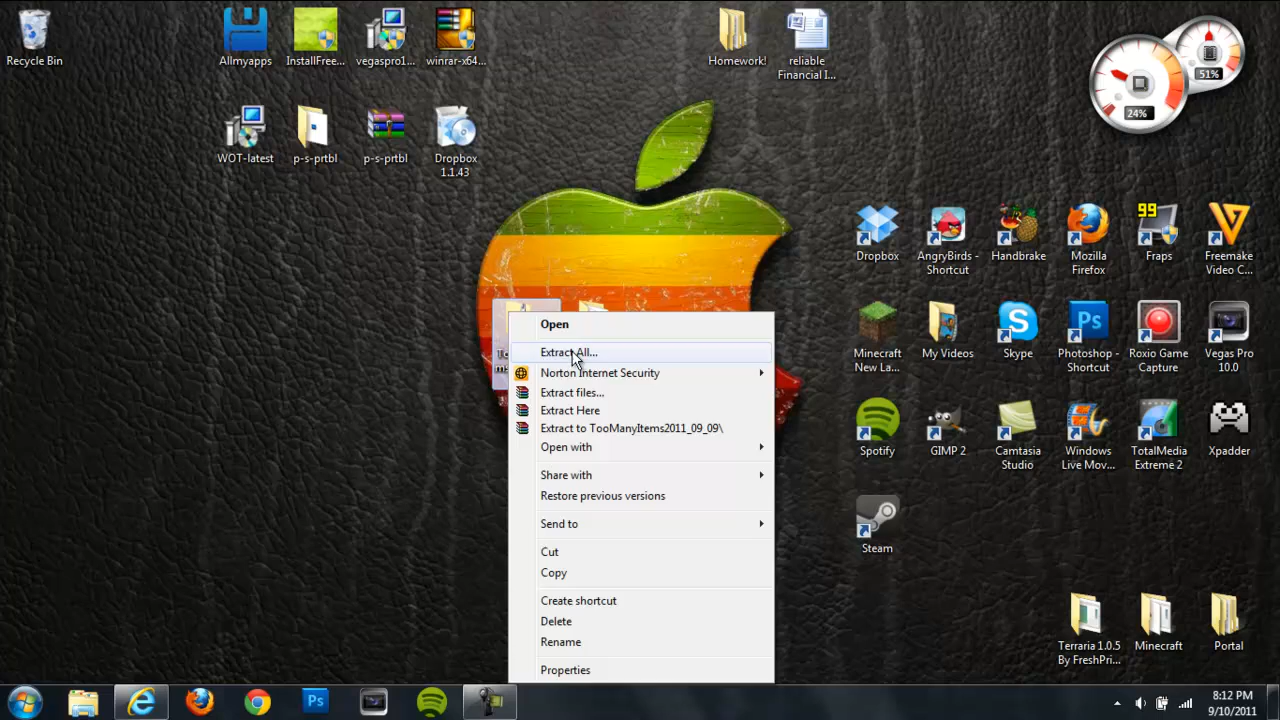 Recycle Bin
Allmyapps
InstallFree...
vegaspro1...
winrar-x64...
Homework!
reliable
Financial I...
51%
24%
WOT-latest
p-s-prtbl
p-s-prtbl
Dropbox
1.1.43
99
Dropbox
AngryBirds -
Shortcut
Handbrake
Mozilla
Firefox
Fraps
Freemake
Video C...
Open
Extract All...
Norton Internet Security
Extract files...
Extract Here
Extract to TooManyItems2011_09_09\
Open with
Share with
Restore previous versions
Send to
Cut
Copy
Create shortcut
Delete
Rename
Properties
Ps
Minecraft
New La...
My Videos
Skype
Photoshop -
Shortcut
Roxio Game
Capture
Vegas Pro
10.0
Spotify
GIMP 2
Camtasia
Studio
Windows
Live Mov...
TotalMedia
Extreme 2
Xpadder
Steam
Terraria 1.0.5
By FreshPri...
Minecraft
Portal
Ps
8:12 PM
9/10/2011